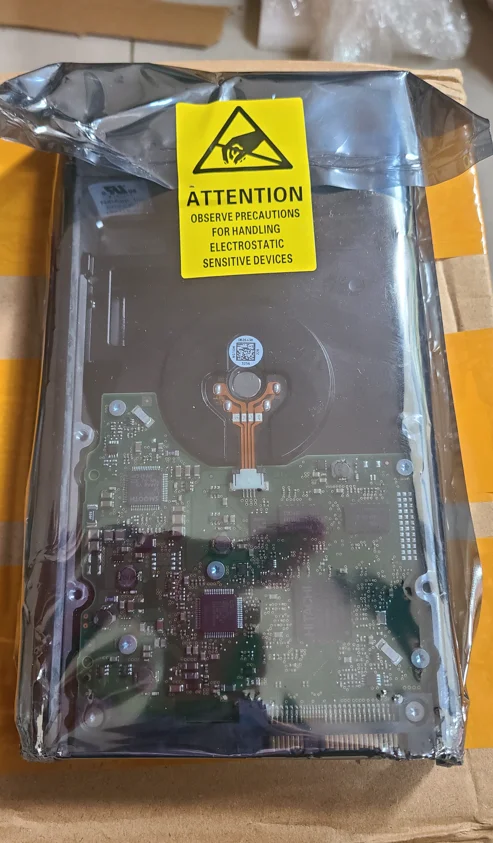 ATTENTION
OBSERVE PRECAUTIONS
FOR HANDLING
ELECTROSTATIC
SENSITIVE DEVICES